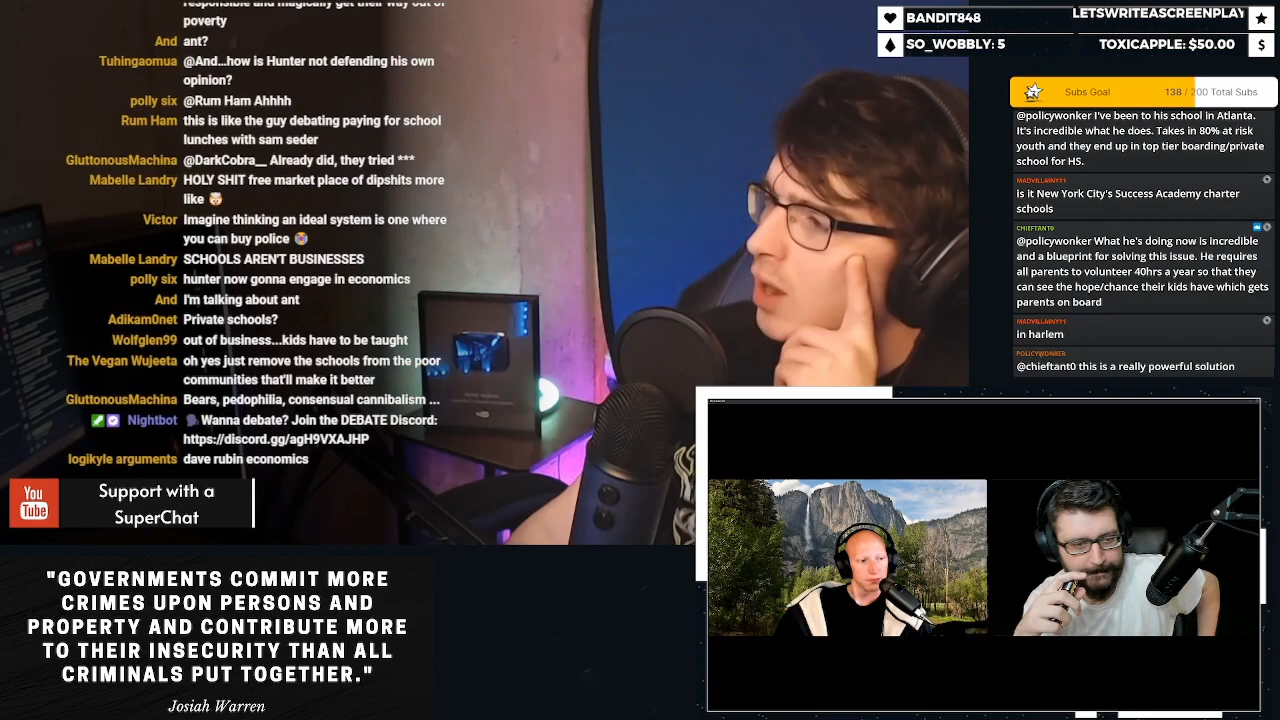 responsible and magically get their way out of
poverty
And ant?
Tuhingaomua @And...how is Hunter not defending his own
opinion?
polly six @Rum Ham Ahhhh
Rum Ham this is like the guy debating paying for school
lunches with sam seder
GluttonousMachina @DarkCobra__ Already did, they tried ***
Mabelle Landry HOLY SHIT free market place of dipshits more
like 🤯
Victor Imagine thinking an ideal system is one where
you can buy police 😭
Mabelle Landry SCHOOLS AREN'T BUSINESSES
polly six hunter now gonna engage in economics
And I'm talking about ant
Adikam0net Private schools?
Wolfglen99 out of business...kids have to be taught
The Vegan Wujeeta oh yes just remove the schools from the poor
communities that'll make it better
GluttonousMachina Bears, pedophilia, consensual cannibalism ...
Nightbot 🗣Wanna debate? Join the DEBATE Discord:
https://discord.gg/agH9VXAJHP
logikyle arguments dave rubin economics
You
Tube
Support with a
SuperChat
"GOVERNMENTS COMMIT MORE
CRIMES UPON PERSONS AND
PROPERTY AND CONTRIBUTE MORE
TO THEIR INSECURITY THAN ALL
CRIMINALS PUT TOGETHER."
Josiah Warren
BANDIT848
LETSWRITEASCREENPLAY
SO_WOBBLY: 5
TOXICAPPLE: $50.00
$
Subs Goal 138 / 200 Total Subs
@policywonker I've been to his school in Atlanta.
It's incredible what he does. Takes in 80% at risk
youth and they end up in top tier boarding/private
school for HS.
MADVILLAINY11
is it New York City's Success Academy charter
schools
CHIEFTANT0
@policywonker What he's doing now is incredible
and a blueprint for solving this issue. He requires
all parents to volunteer 40hrs a year so that they
can see the hope/chance their kids have which gets
parents on board
MADVILLAINY11
in harlem
POLICYWONKER
@chieftant0 this is a really powerful solution